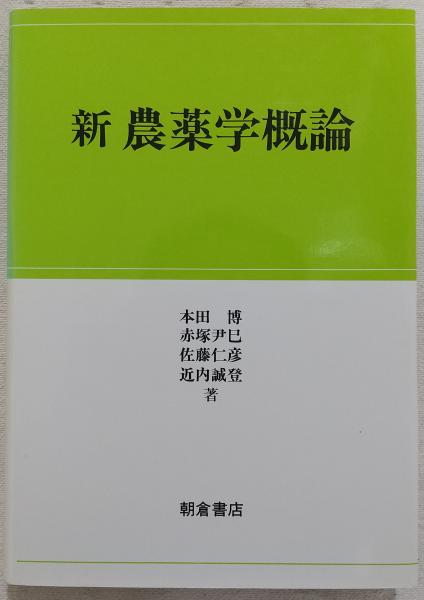 新 農薬学概論
本田 博
赤塚尹巳
佐藤仁彦
近内誠登
著
朝倉書店